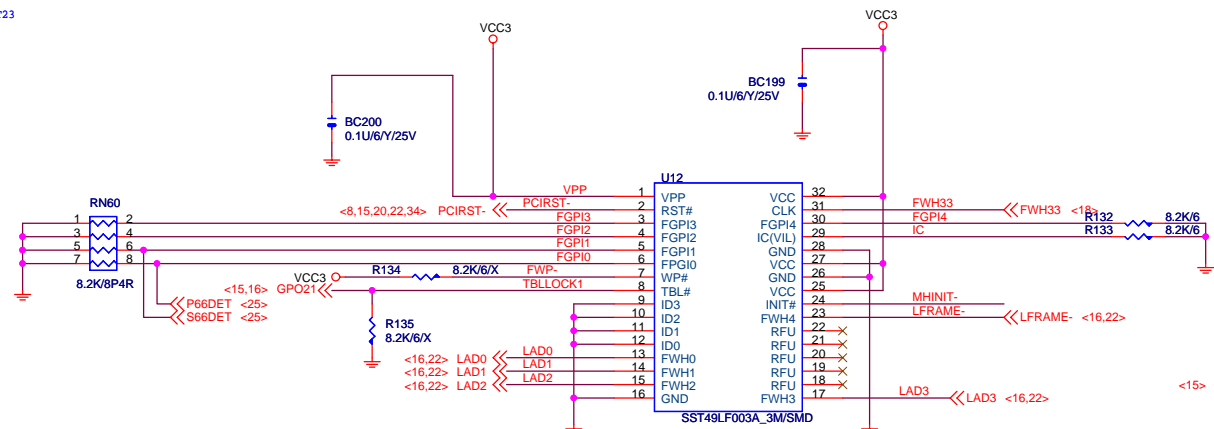 VCC3
VCC3
BC199
0.1U/6/Y/25V
BC200
0.1U/6/Y/25V
U12
RN60
1 2
3 4
5 6
7 8
8.2K/8P4R
VPP 1 VPP
<8,15,20,22,34> PCIRST- PCIRST- 2 RST#
FGPI3 3 FGPI3
FGPI2 4 FGPI2
FGPI1 5 FGPI1
FGPI0 6 FPGI0
VCC3 R134 8.2K/6/X FWP- 7 WP#
<15,16> GPO21 TBLLOCK1 8 TBL#
9 ID3
10 ID2
11 ID1
12 ID0
<16,22> LAD0 LAD0 13 FWH0
<16,22> LAD1 LAD1 14 FWH1
<16,22> LAD2 LAD2 15 FWH2
16 GND
P66DET <25>
S66DET <25>
R135
8.2K/6/X
VCC 32
CLK 31 FWH33 FWH33 <18>
FGPI4 30 FGPI4 R132 8.2K/6
IC(VIL) 29 IC R133 8.2K/6
GND 28
VCC 27
GND 26
VCC 25
INIT# 24 MHINIT-
FWH4 23 LFRAME- LFRAME- <16,22>
RFU 22
RFU 21
RFU 20
RFU 19
RFU 18
FWH3 17 LAD3 LAD3 <16,22>
<15>
SST49LF003A_3M/SMD